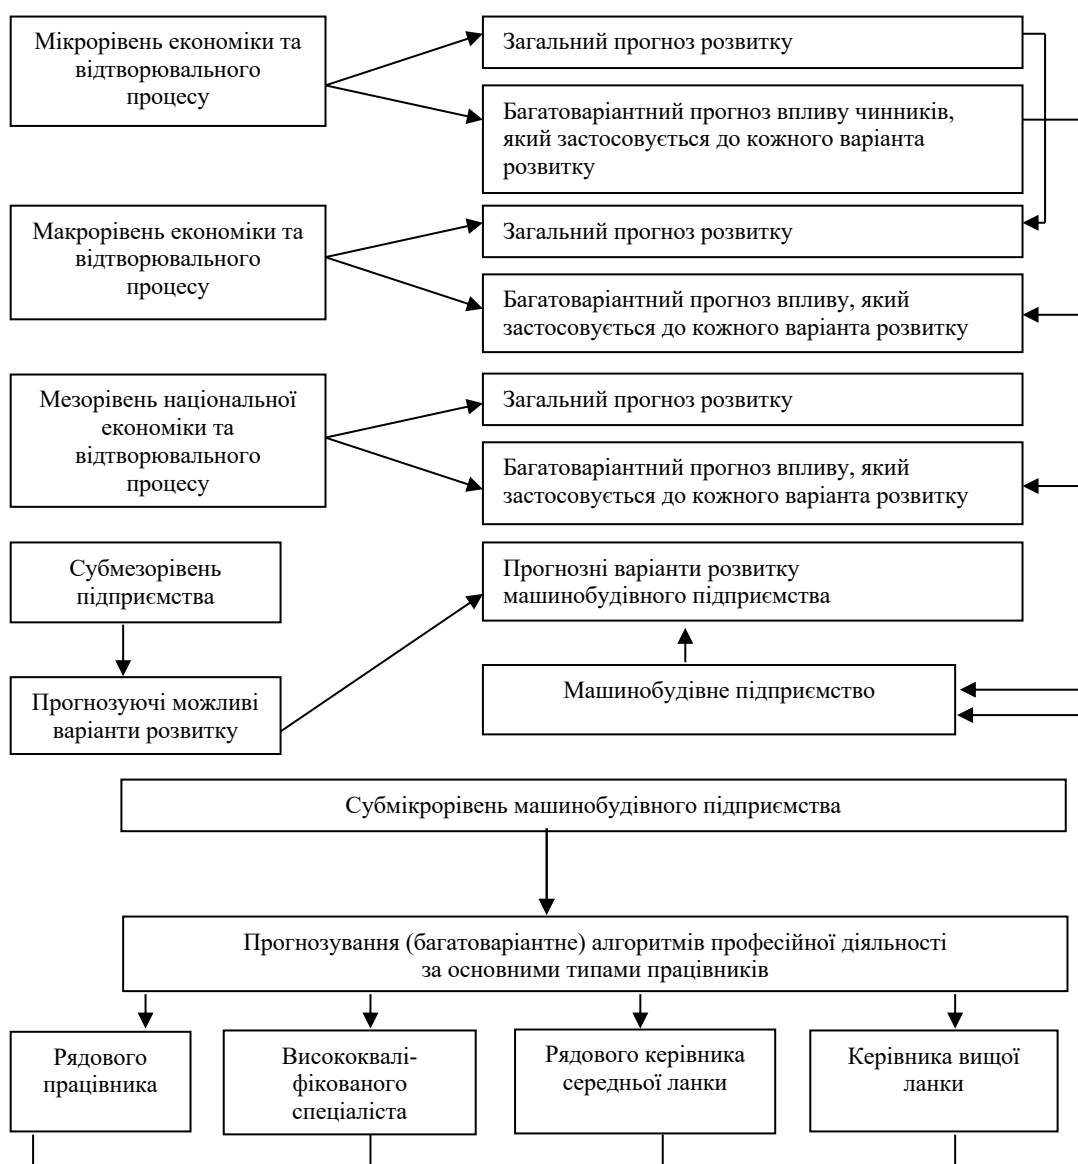 Мікрорівень економіки та
відтворювального
процесу
Загальний прогноз розвитку
Багатоваріантний прогноз впливу чинників,
який застосовується до кожного варіанта
розвитку
Макрорівень економіки та
відтворювального
процесу
Загальний прогноз розвитку
Багатоваріантний прогноз впливу, який
застосовується до кожного варіанта розвитку
Мезорівень національної
економіки та
відтворювального
процесу
Загальний прогноз розвитку
Багатоваріантний прогноз впливу, який
застосовується до кожного варіанта розвитку
Субмезорівень
підприємства
Прогнозні варіанти розвитку
машинобудівного підприємства
Прогнозуючі можливі
варіанти розвитку
Машинобудівне підприємство
Субмікрорівень машинобудівного підприємства
Прогнозування (багатоваріантне) алгоритмів професійної діяльності
за основними типами працівників
Рядового
працівника
Висококвалі-
фікованого
спеціаліста
Рядового керівника
середньої ланки
Керівника вищої
ланки